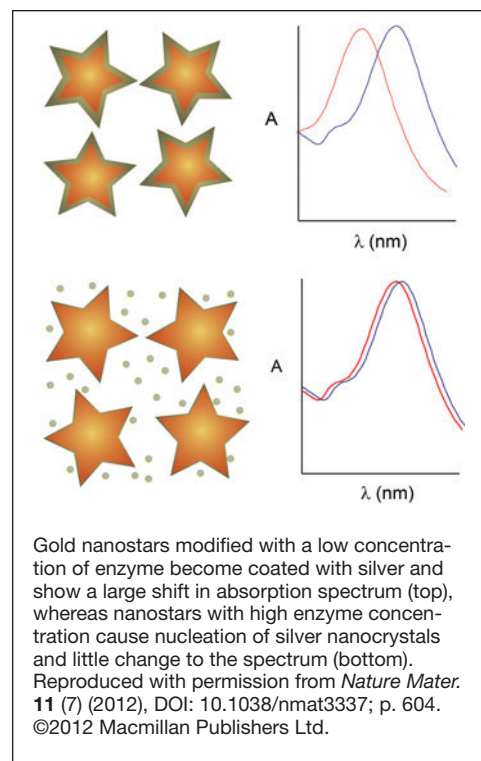 A
λ (nm)
A
λ (nm)
Gold nanostars modified with a low concentra-
tion of enzyme become coated with silver and
show a large shift in absorption spectrum (top),
whereas nanostars with high enzyme concen-
tration cause nucleation of silver nanocrystals
and little change to the spectrum (bottom).
Reproduced with permission from Nature Mater.
11 (7) (2012), DOI: 10.1038/nmat3337; p. 604.
©2012 Macmillan Publishers Ltd.